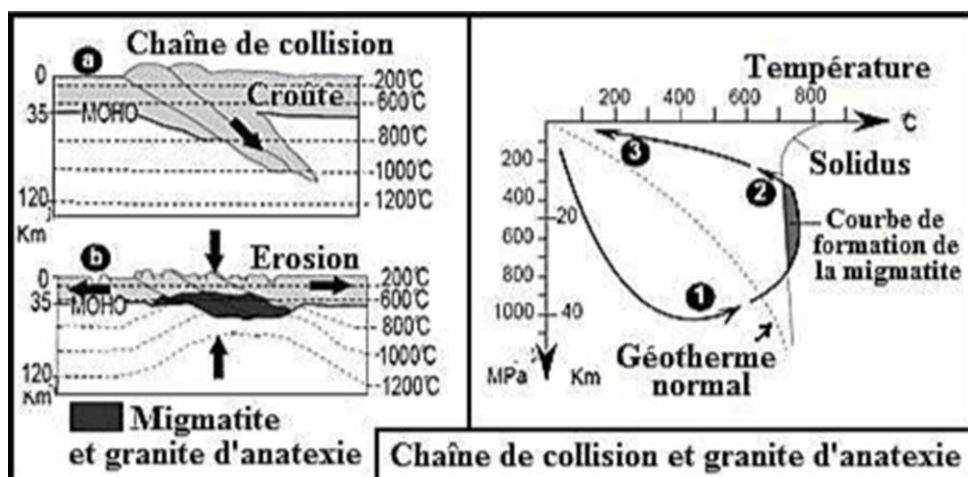 Chaîne de collision
a
0
200°C
Croûte
600°C
35
MOHO
800°C
1000°C
120
1200°C
Km
b
Erosion
0
200°C
35
MOHO
600°C
800°C
1000°C
120
1200°C
Km
Migmatite
et granite d'anatexie
Température
200
400
600
800
°C
Solidus
3
200
2
400
20
Courbe de
formation de
la migmatite
600
800
1
1000
40
Géotherme
normal
MPa
Km
Chaîne de collision et granite d'anatexie